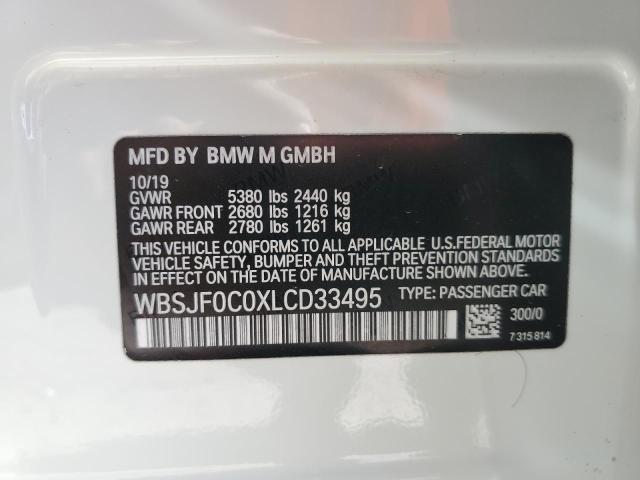 MFD BY BMW M GMBH
10/19
GVWR 5380 lbs 2440 kg
GAWR FRONT 2680 lbs 1216 kg
GAWR REAR 2780 lbs 1261 kg
THIS VEHICLE CONFORMS TO ALL APPLICABLE U.S.FEDERAL MOTOR
VEHICLE SAFETY, BUMPER AND THEFT PREVENTION STANDARDS
IN EFFECT ON THE DATE OF MANUFACTURE SHOWN ABOVE.
WBSJF0C0XLCD33495 TYPE: PASSENGER CAR
300/0
7 315 814